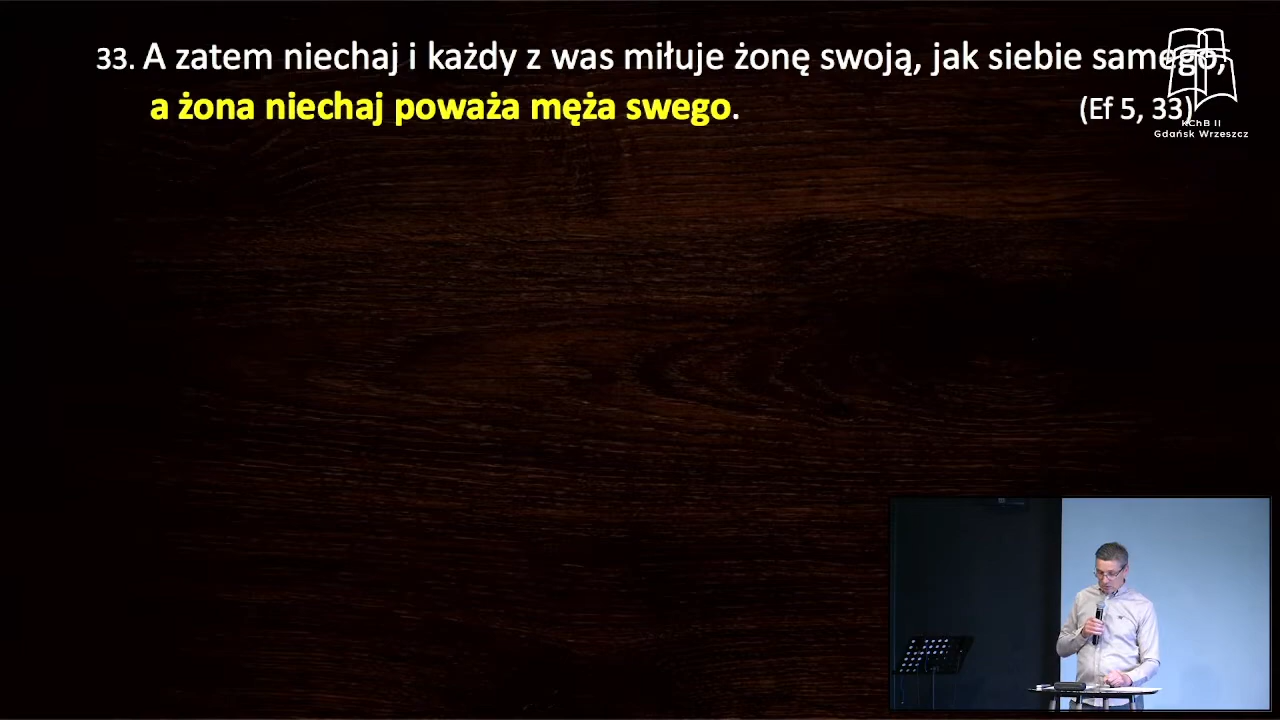 33. A zatem niechaj i każdy z was miłuje żonę swoją, jak siebie samego,
a żona niechaj poważa męża swego. (Ef 5, 33)
KChB II
Gdańsk Wrzeszcz